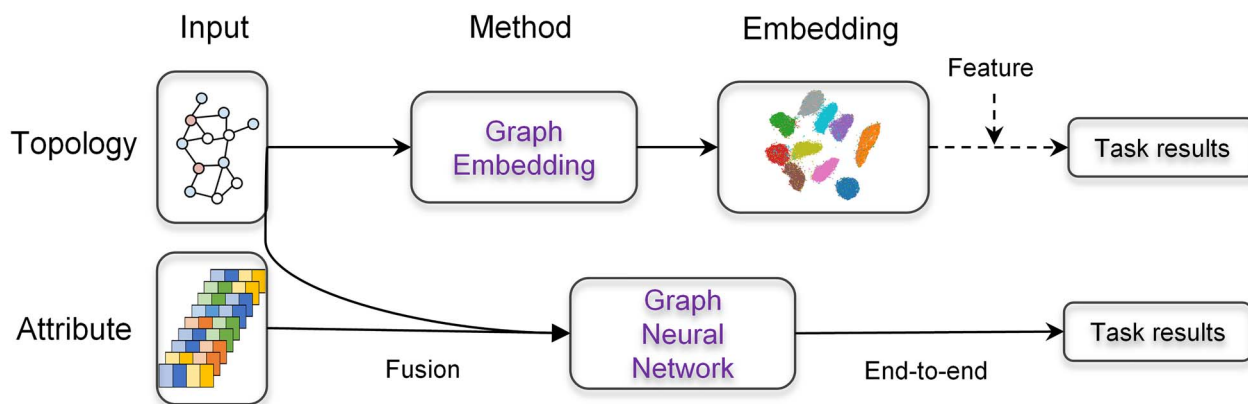 Input
Method
Embedding
Feature
Topology
Graph
Embedding
Task results
Attribute
Fusion
Graph
Neural
Network
End-to-end
Task results